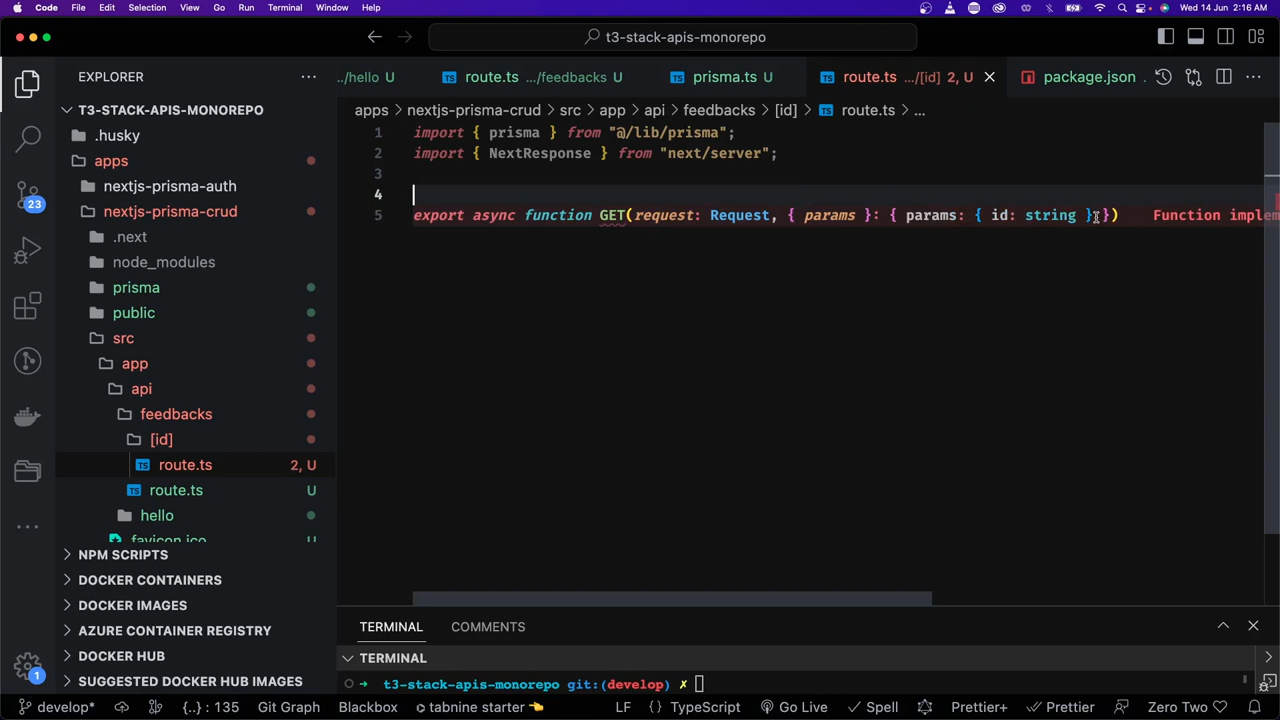 Code File Edit Selection View Go Run Terminal Window Help Wed 14 Jun 2:16 AM
t3-stack-apis-monorepo
EXPLORER
.../hello U route.ts .../feedbacks U prisma.ts U route.ts .../[id] 2, U package.json
apps > nextjs-prisma-crud > src > app > api > feedbacks > [id] > route.ts > ...
T3-STACK-APIS-MONOREPO
.husky
apps
nextjs-prisma-auth
nextjs-prisma-crud
.next
node_modules
prisma
public
src
app
api
feedbacks
[id]
route.ts 2, U
route.ts U
hello
favicon.ico U
NPM SCRIPTS
DOCKER CONTAINERS
DOCKER IMAGES
AZURE CONTAINER REGISTRY
DOCKER HUB
SUGGESTED DOCKER HUB IMAGES
23
1
1 import { prisma } from "@/lib/prisma";
2 import { NextResponse } from "next/server";
3
4
5 export async function GET(request: Request, { params }: { params: { id: string } }) Function implem
TERMINAL COMMENTS
TERMINAL
t3-stack-apis-monorepo git:(develop) ✗
develop* {..} : 135 Git Graph Blackbox tabnine starter 👈 LF {} TypeScript Go Live ✓ Spell Prettier+ ✓ Prettier Zero Two ♡